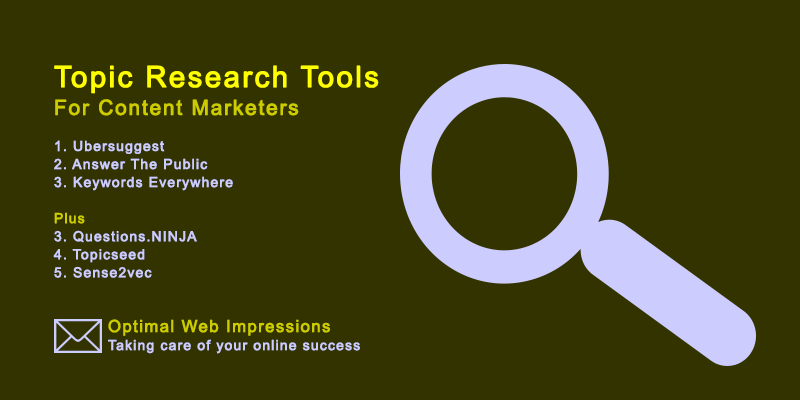 Topic Research Tools
For Content Marketers
1. Ubersuggest
2. Answer The Public
3. Keywords Everywhere
Plus
3. Questions.NINJA
4. Topicseed
5. Sense2vec
Optimal Web Impressions
Taking care of your online success